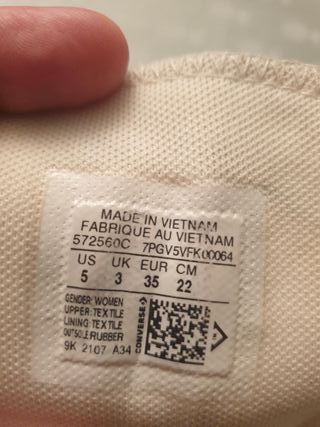 MADE IN VIETNAM
FABRIQUE AU VIETNAM
572560C 7PGV5VFK00064
US UK EUR CM
5 3 35 22
GENDER: WOMEN
UPPER: TEXTILE
LINING: TEXTILE
OUTSOLE: RUBBER
9K 2107 A34
CONVERSE